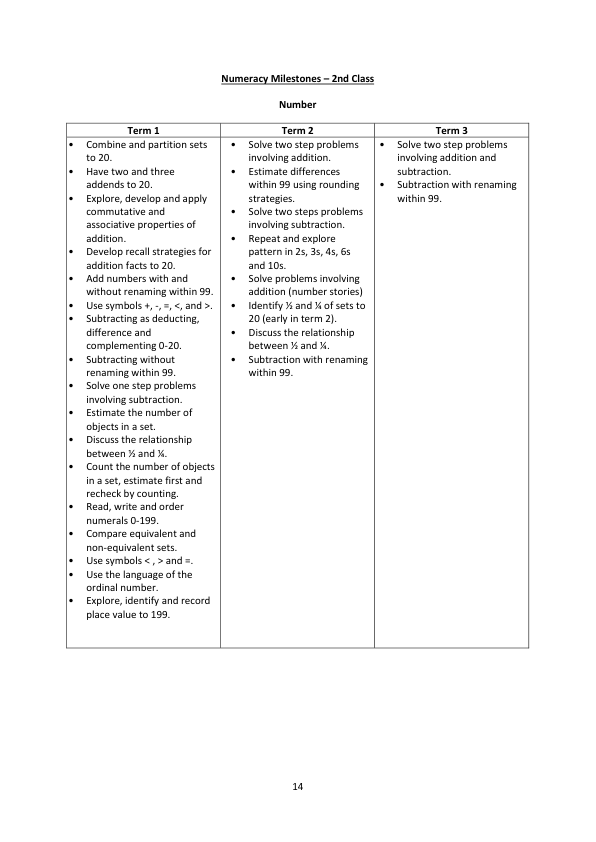 Numeracy Milestones – 2nd Class
Number
Term 1
• Combine and partition sets
to 20.
• Have two and three
addends to 20.
• Explore, develop and apply
commutative and
associative properties of
addition.
• Develop recall strategies for
addition facts to 20.
• Add numbers with and
without renaming within 99.
• Use symbols +, -, =, <, and >.
• Subtracting as deducting,
difference and
complementing 0-20.
• Subtracting without
renaming within 99.
• Solve one step problems
involving subtraction.
• Estimate the number of
objects in a set.
• Discuss the relationship
between ½ and ¼.
• Count the number of objects
in a set, estimate first and
recheck by counting.
• Read, write and order
numerals 0-199.
• Compare equivalent and
non-equivalent sets.
• Use symbols < , > and =.
• Use the language of the
ordinal number.
• Explore, identify and record
place value to 199.
Term 2
• Solve two step problems
involving addition.
• Estimate differences
within 99 using rounding
strategies.
• Solve two steps problems
involving subtraction.
• Repeat and explore
pattern in 2s, 3s, 4s, 6s
and 10s.
• Solve problems involving
addition (number stories)
• Identify ½ and ¼ of sets to
20 (early in term 2).
• Discuss the relationship
between ½ and ¼.
• Subtraction with renaming
within 99.
Term 3
• Solve two step problems
involving addition and
subtraction.
• Subtraction with renaming
within 99.
14